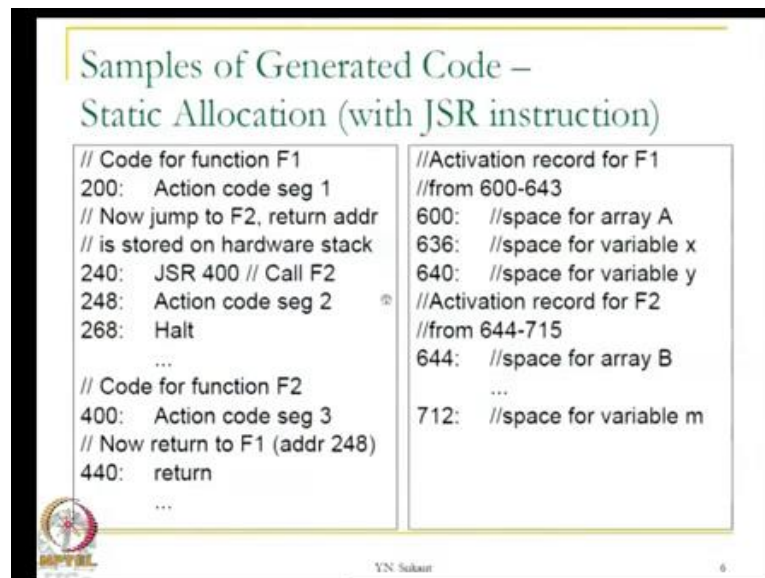 Samples of Generated Code –
Static Allocation (with JSR instruction)
// Code for function F1
200: Action code seg 1
// Now jump to F2, return addr
// is stored on hardware stack
240: JSR 400 // Call F2
248: Action code seg 2
268: Halt
...
// Code for function F2
400: Action code seg 3
// Now return to F1 (addr 248)
440: return
...
//Activation record for F1
//from 600-643
600: //space for array A
636: //space for variable x
640: //space for variable y
//Activation record for F2
//from 644-715
644: //space for array B
...
712: //space for variable m
NPTEL
Y.N. Srikant
6